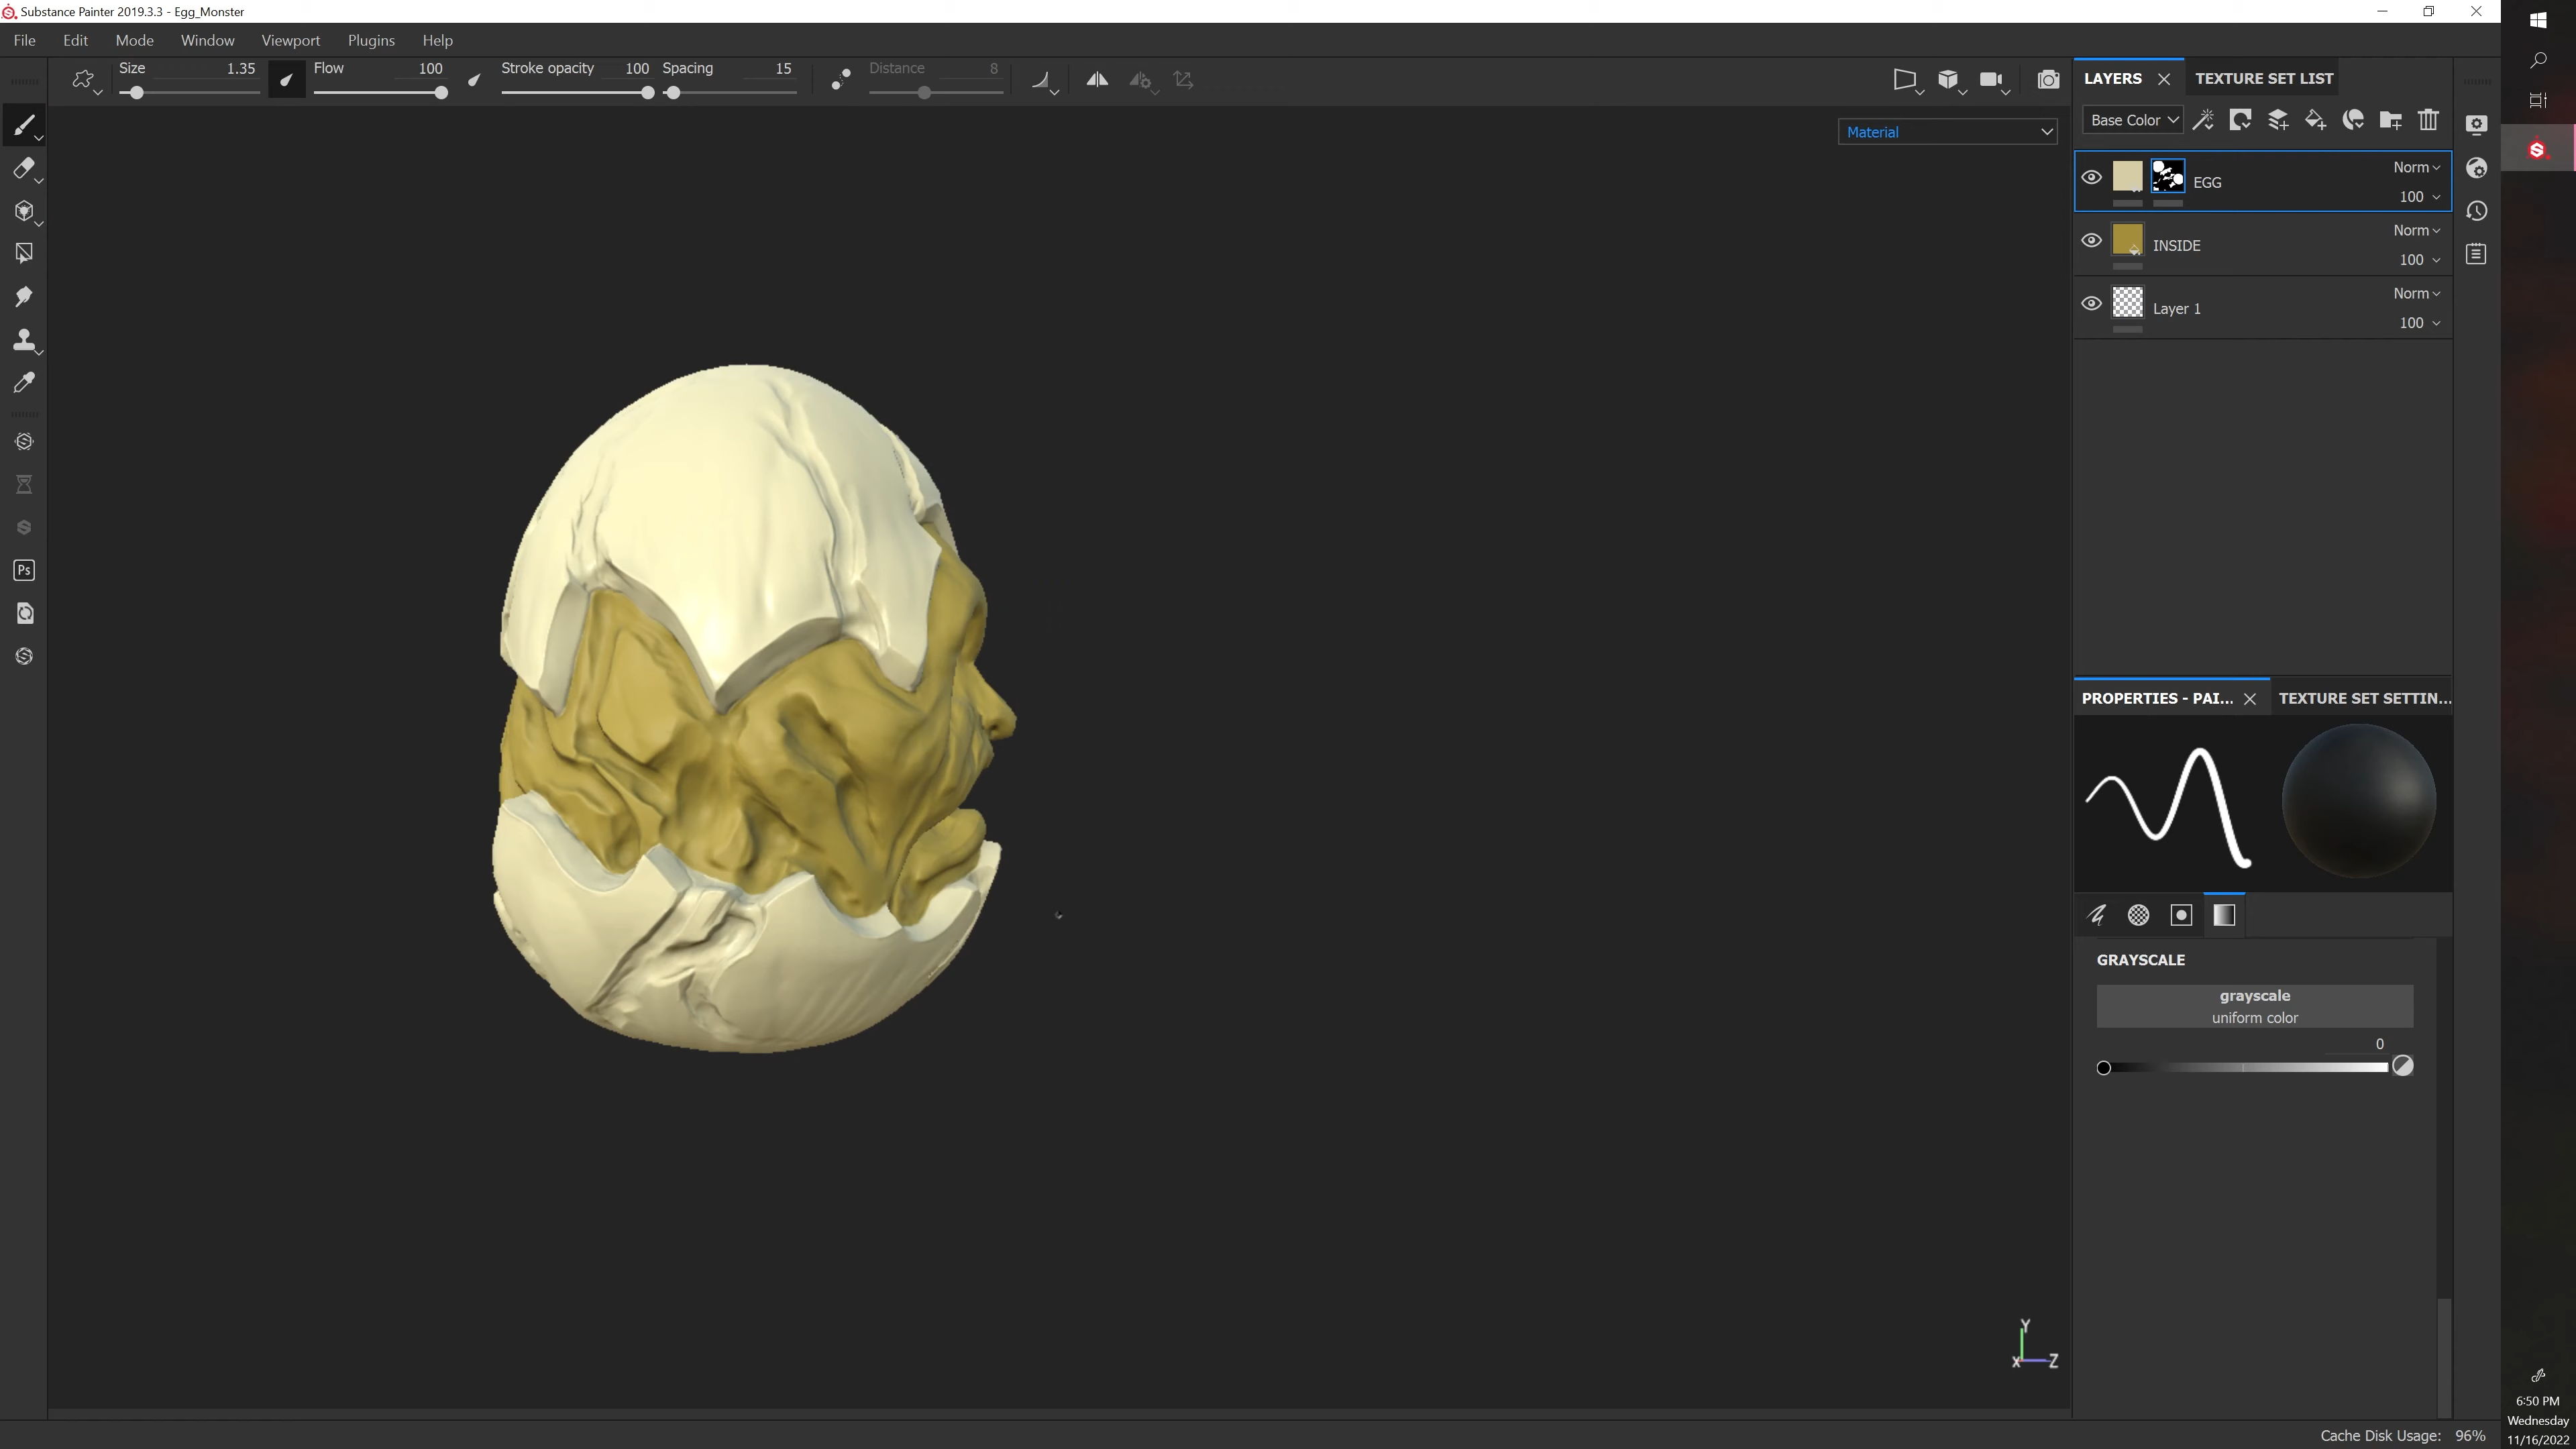 Substance Painter 2019.3.3 - Egg_Monster
File Edit Mode Window Viewport Plugins Help
Size 1.35 Flow 100 Stroke opacity 100 Spacing 15 Distance 8
Material
LAYERS TEXTURE SET LIST
Base Color
Norm
EGG
100
Norm
INSIDE
100
Norm
Layer 1
100
Ps
PROPERTIES - PAI... TEXTURE SET SETTIN...
GRAYSCALE
grayscale
uniform color
0
Y
X Z
Cache Disk Usage: 96%
6:50 PM
Wednesday
11/16/2022